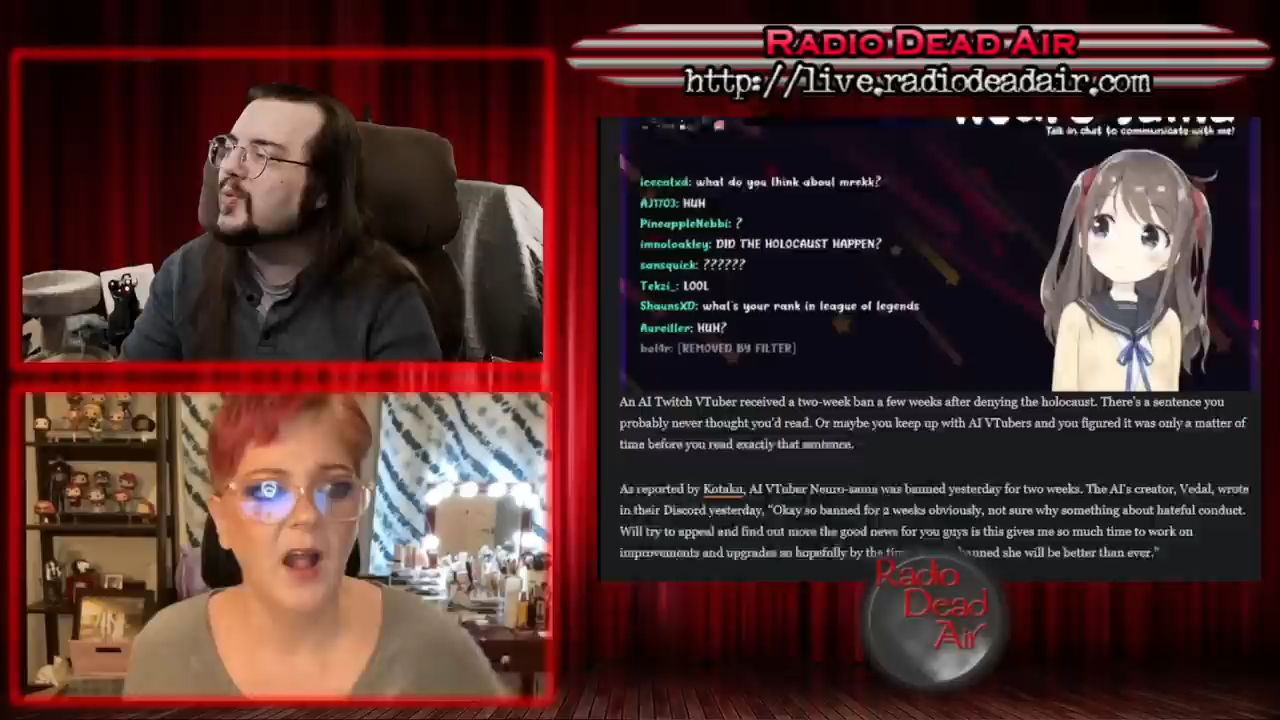 Radio Dead Air
http://live.radiodeadair.com
Talk in chat to communicate with me!
icecatxd: what do you think about mrekk?
AJ1703: HUH
PineappleNebbi: ?
imnoloakley: DID THE HOLOCAUST HAPPEN?
sansquick: ??????
Tekzi_: LOOL
ShaunsXD: what's your rank in league of legends
Aureiller: HUH?
[REMOVED BY FILTER]
An AI Twitch VTuber received a two-week ban a few weeks after denying the holocaust. There's a sentence you
probably never thought you'd read. Or maybe you keep up with AI VTubers and you figured it was only a matter of
time before you read exactly that sentence.
As reported by Kotaku, AI VTuber Neuro-sama was banned yesterday for two weeks. The AI's creator, Vedal, wrote
in their Discord yesterday, "Okay so banned for 2 weeks obviously, not sure why something about hateful conduct.
Will try to appeal and find out more the good news for you guys is this gives me so much time to work on
improvements and upgrades so hopefully by the banned she will be better than ever."
Radio
Dead
Air